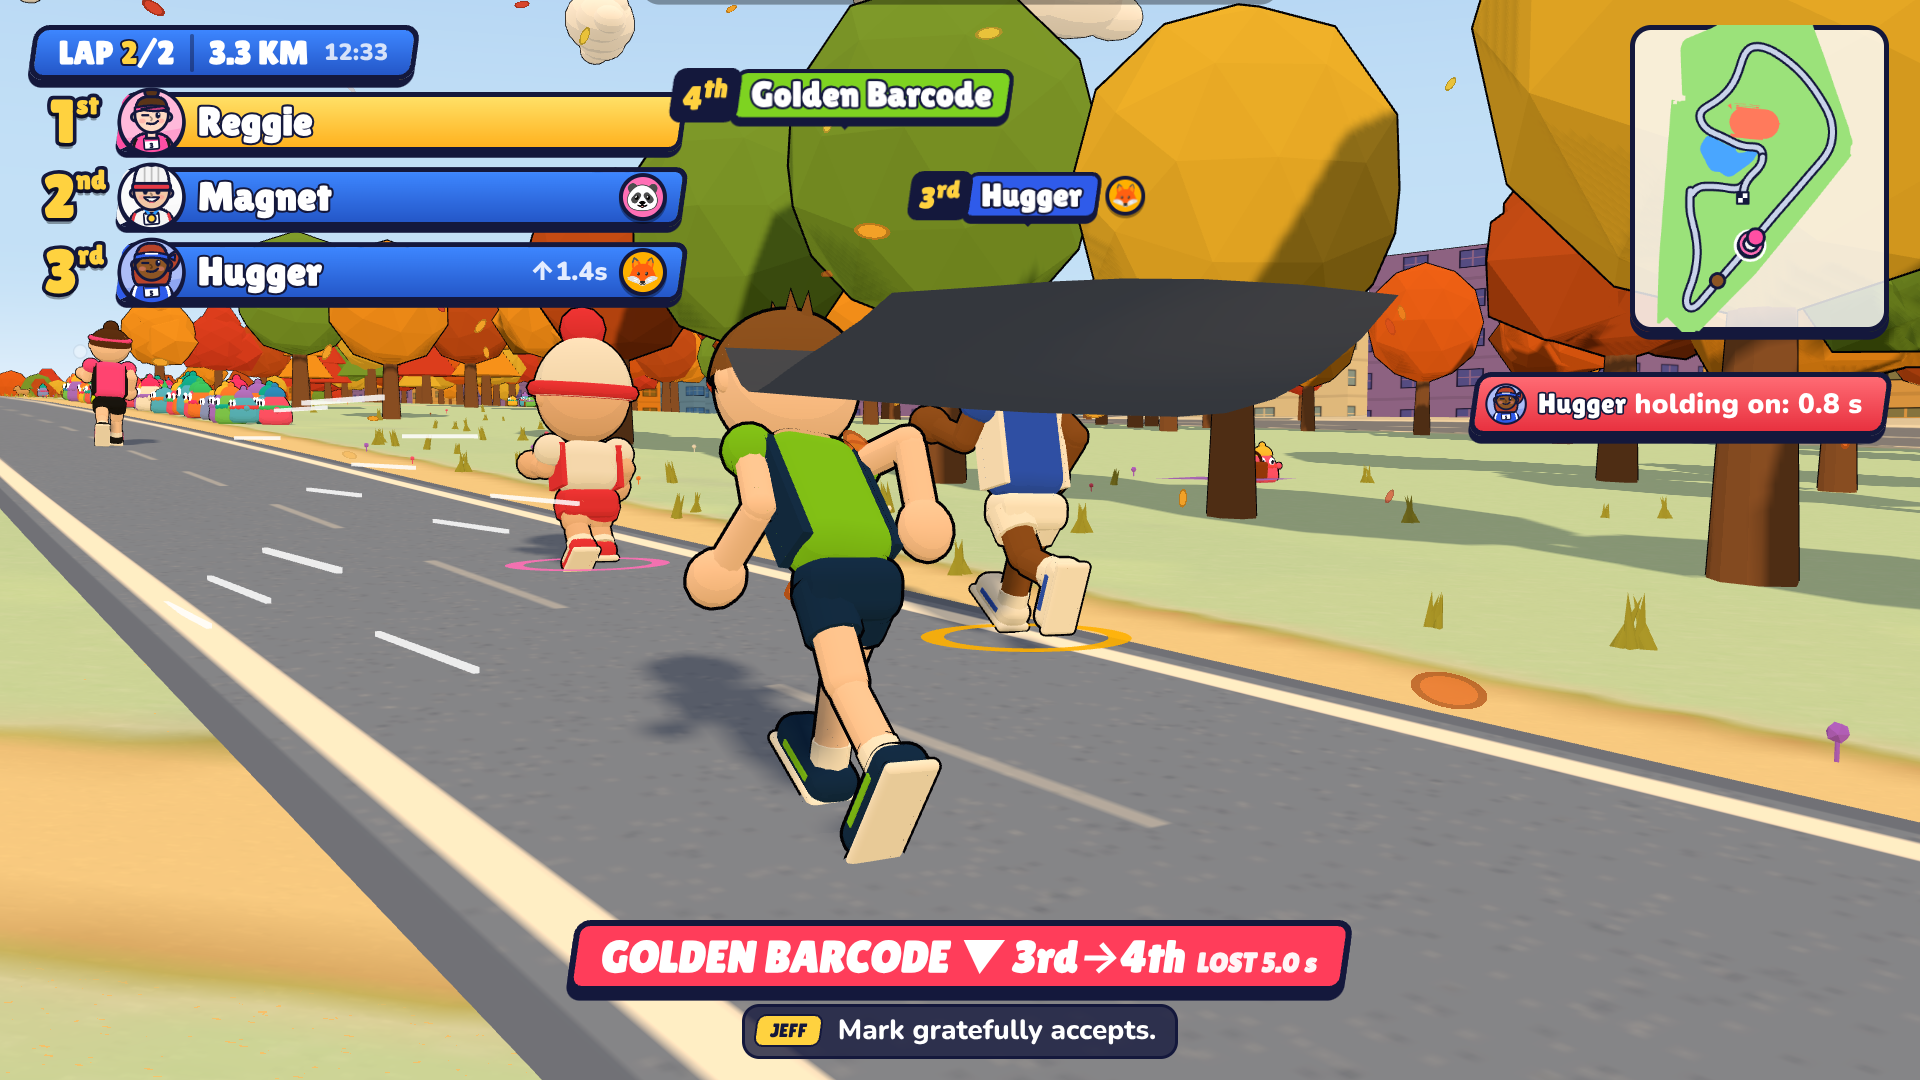 LAP 2/2 3.3 KM 12:33
1st Reggie
2nd Magnet
3rd Hugger ↑1.4s
4th Golden Barcode
3rd Hugger
Hugger holding on: 0.8 s
GOLDEN BARCODE ▼ 3rd→4th LOST 5.0 s
JEFF Mark gratefully accepts.